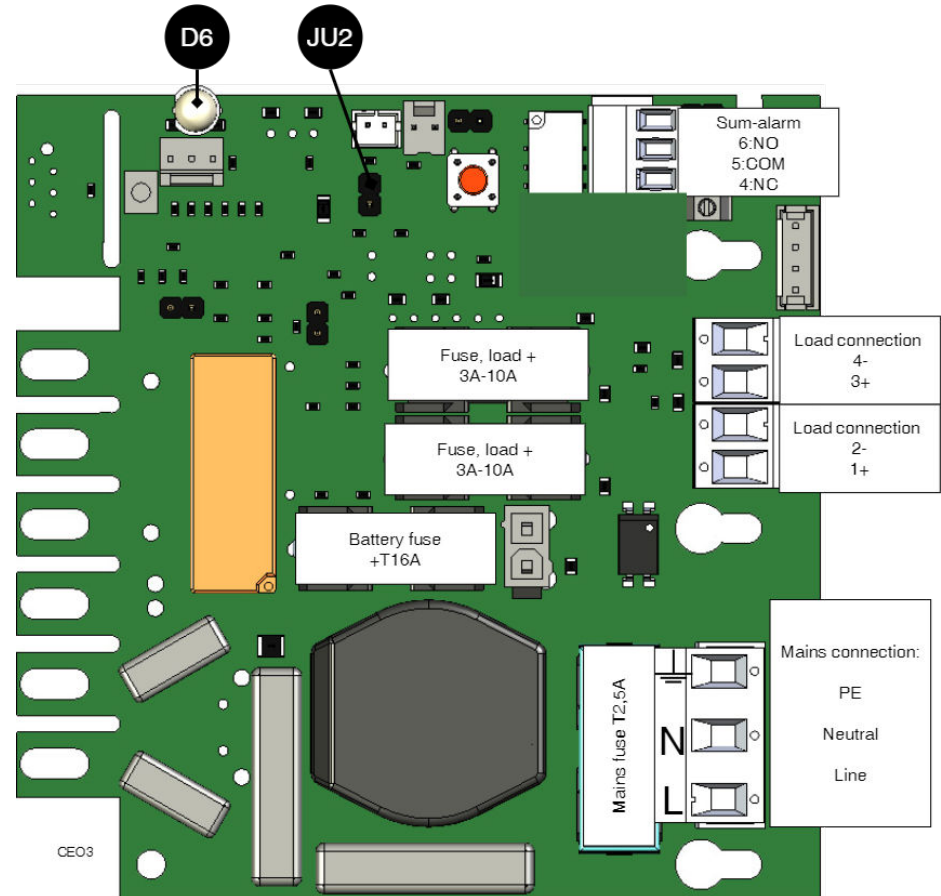 D6
JU2
Sum-alarm
6:NO
5:COM
4:NC
Load connection
4-
3+
Fuse, load +
3A-10A
Load connection
2-
1+
Fuse, load +
3A-10A
Battery fuse
+T16A
Mains connection:
PE
Neutral
Line
Mains fuse T2,5A
N
L
CEO3